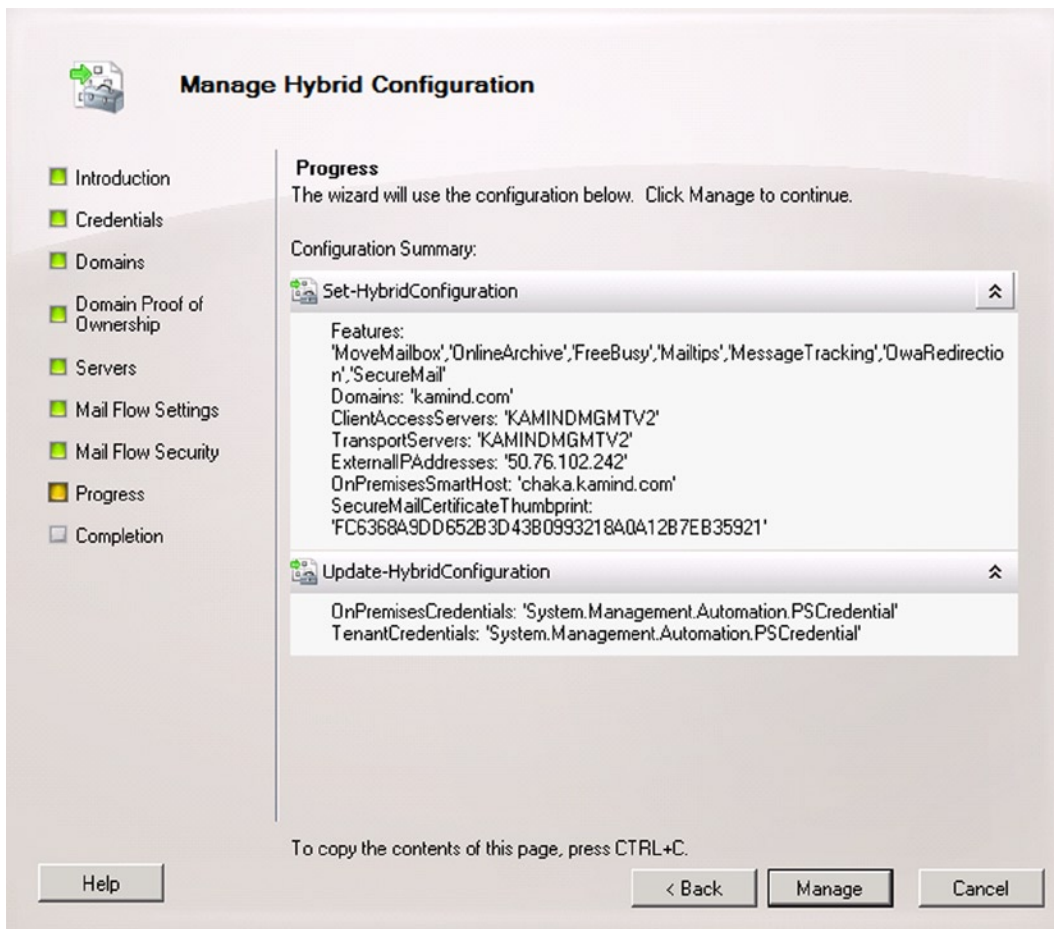 Manage Hybrid Configuration
Introduction
Credentials
Domains
Domain Proof of
Ownership
Servers
Mail Flow Settings
Mail Flow Security
Progress
Completion
Progress
The wizard will use the configuration below. Click Manage to continue.
Configuration Summary:
Set-HybridConfiguration
Features:
'MoveMailbox','OnlineArchive','FreeBusy','Mailtips','MessageTracking','OwaRedirectio
n','SecureMail'
Domains: 'kamind.com'
ClientAccessServers: 'KAMINDMGMTV2'
TransportServers: 'KAMINDMGMTV2'
ExternalIPAddresses: '50.76.102.242'
OnPremisesSmartHost: 'chaka.kamind.com'
SecureMailCertificateThumbprint:
'FC6368A9DD652B3D43B0993218A0A12B7EB35921'
Update-HybridConfiguration
OnPremisesCredentials: 'System.Management.Automation.PSCredential'
TenantCredentials: 'System.Management.Automation.PSCredential'
To copy the contents of this page, press CTRL+C.
Help
< Back
Manage
Cancel